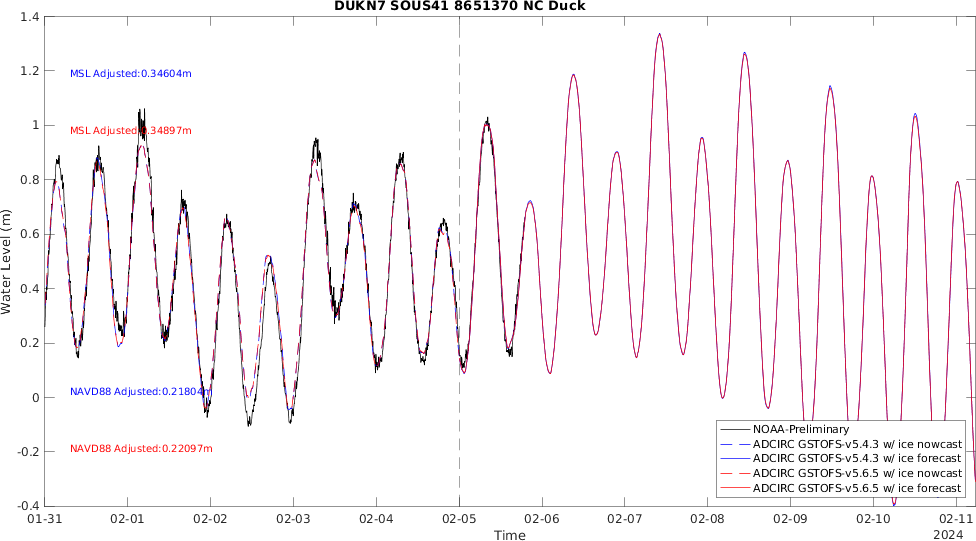 DUKN7 SOUS41 8651370 NC Duck
1.4
1.2
1
0.8
0.6
0.4
0.2
0
-0.2
-0.4
Water Level (m)
MSL Adjusted:0.34604m
MSL Adjusted:0.34897m
NAVD88 Adjusted:0.21804m
NAVD88 Adjusted:0.22097m
NOAA-Preliminary
ADCIRC GSTOFS-v5.4.3 w/ ice nowcast
ADCIRC GSTOFS-v5.4.3 w/ ice forecast
ADCIRC GSTOFS-v5.6.5 w/ ice nowcast
ADCIRC GSTOFS-v5.6.5 w/ ice forecast
01-31 02-01 02-02 02-03 02-04 02-05 02-06 02-07 02-08 02-09 02-10 02-11
Time
2024